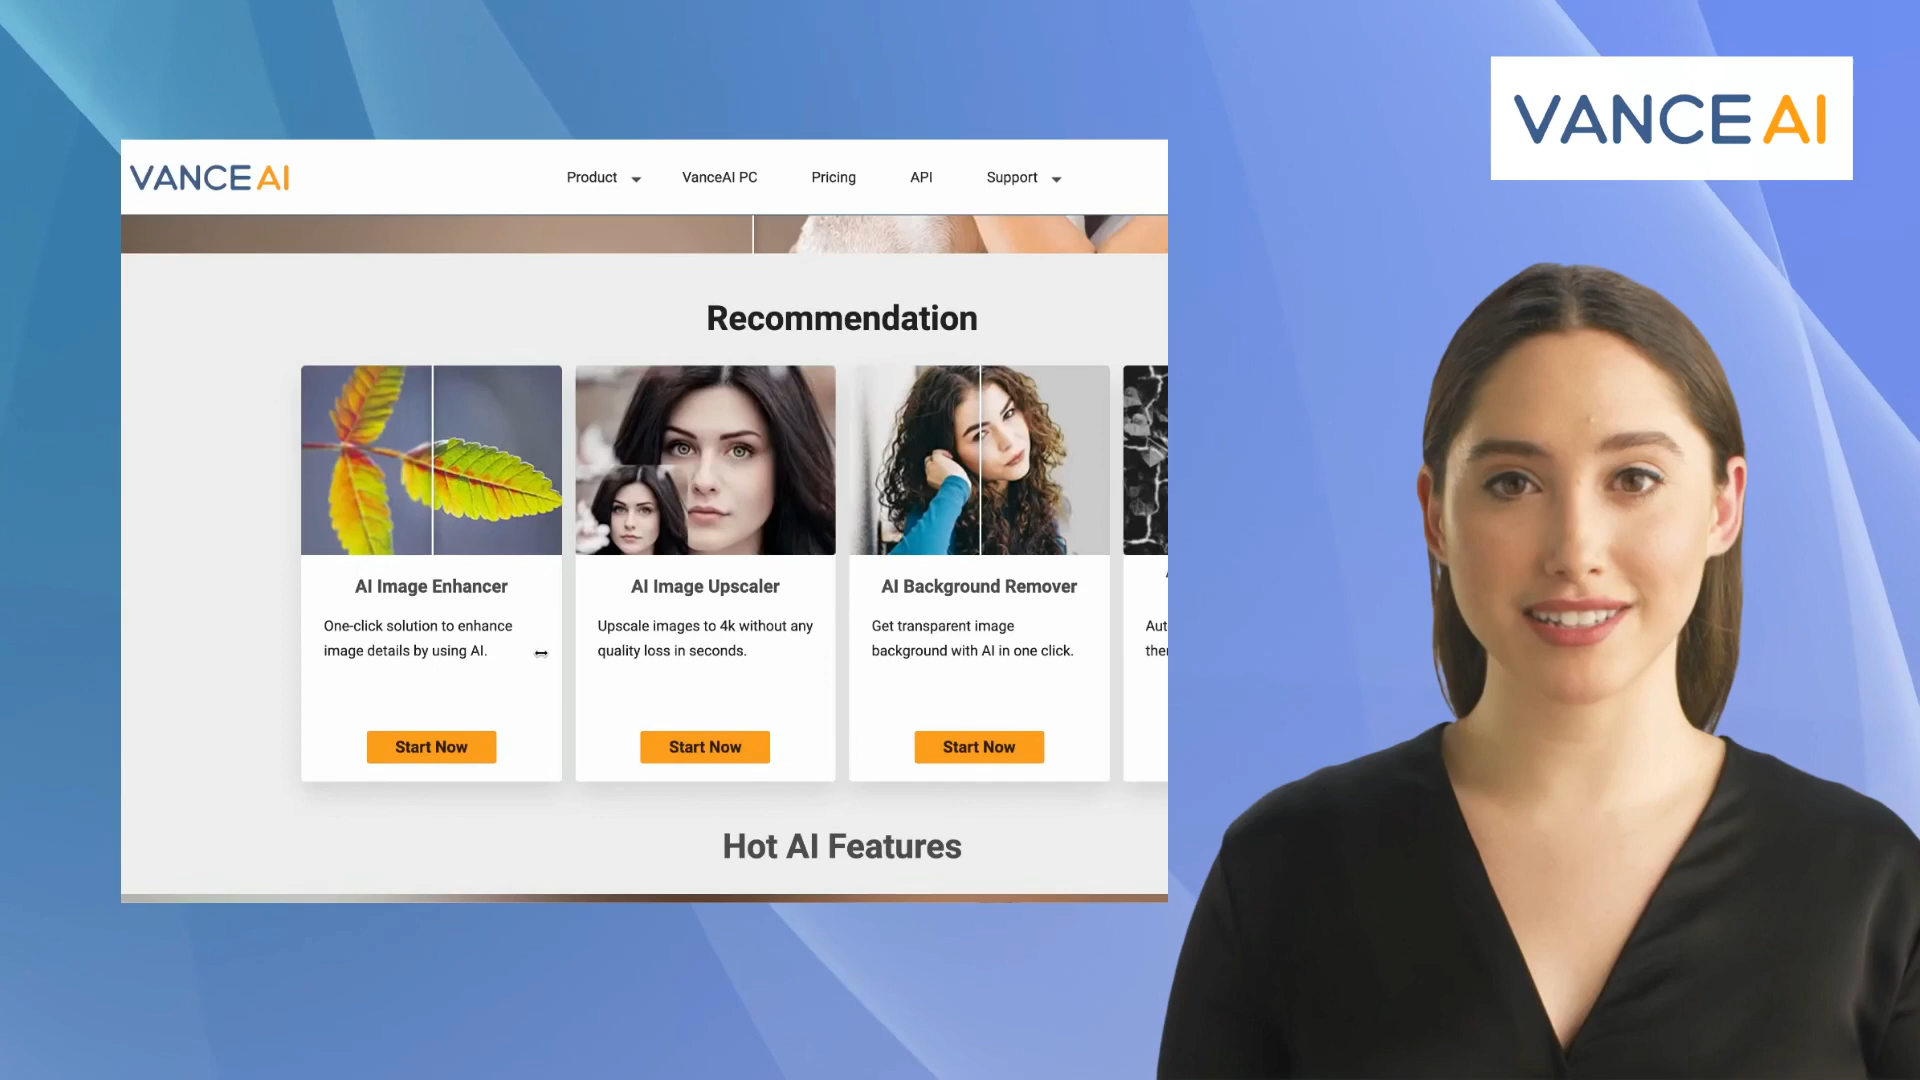 VANCE AI
VANCE AI
Product
VanceAI PC
Pricing
API
Support
Recommendation
AI Image Enhancer
One-click solution to enhance
image details by using AI.
Start Now
AI Image Upscaler
Upscale images to 4k without any
quality loss in seconds.
Start Now
AI Background Remover
Get transparent image
background with AI in one click.
Start Now
Hot AI Features